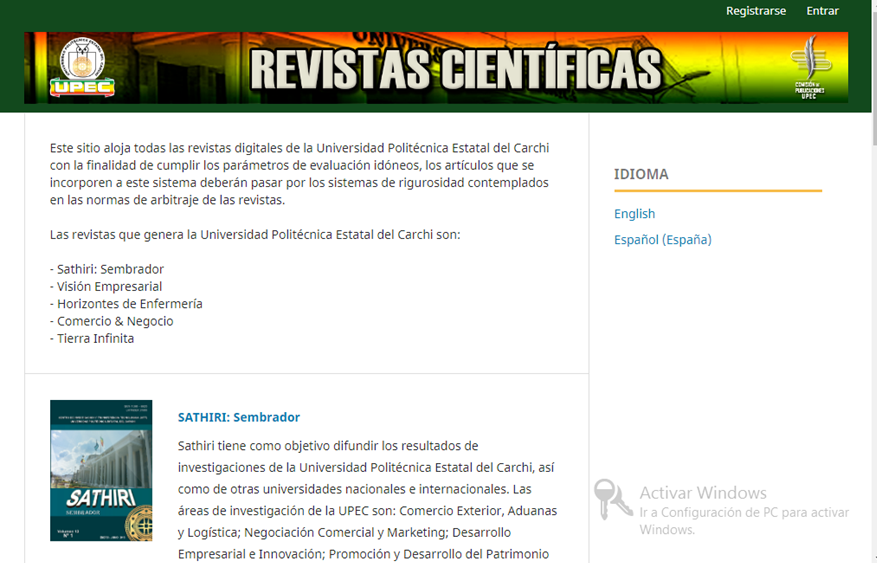 Registrarse Entrar
UPEC
REVISTAS CIENTÍFICAS
COMISIÓN de
PUBLICACIONES
UPEC
Este sitio aloja todas las revistas digitales de la Universidad Politécnica Estatal del Carchi
con la finalidad de cumplir los parámetros de evaluación idóneos, los artículos que se
incorporen a este sistema deberán pasar por los sistemas de rigurosidad contemplados
en las normas de arbitraje de las revistas.
Las revistas que genera la Universidad Politécnica Estatal del Carchi son:
- Sathiri: Sembrador
- Visión Empresarial
- Horizontes de Enfermería
- Comercio & Negocio
- Tierra Infinita
IDIOMA
English
Español (España)
SATHIRI
SEMBRADOR
Volumen 13
N° 1
SATHIRI: Sembrador
Sathiri tiene como objetivo difundir los resultados de
investigaciones de la Universidad Politécnica Estatal del Carchi, así
como de otras universidades nacionales e internacionales. Las
áreas de investigación de la UPEC son: Comercio Exterior, Aduanas
y Logística; Negociación Comercial y Marketing; Desarrollo
Empresarial e Innovación; Promoción y Desarrollo del Patrimonio
Activar Windows
Ir a Configuración de PC para activar
Windows.